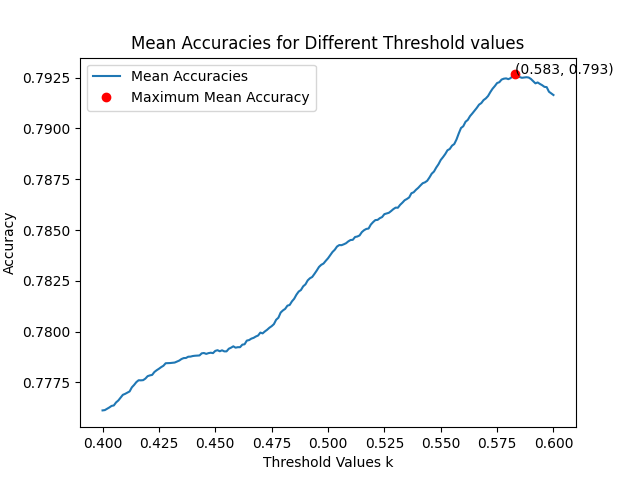 Mean Accuracies for Different Threshold values
Mean Accuracies
Maximum Mean Accuracy
(0.583, 0.793)
0.7925
0.7900
0.7875
0.7850
0.7825
0.7800
0.7775
Accuracy
0.400 0.425 0.450 0.475 0.500 0.525 0.550 0.575 0.600
Threshold Values k